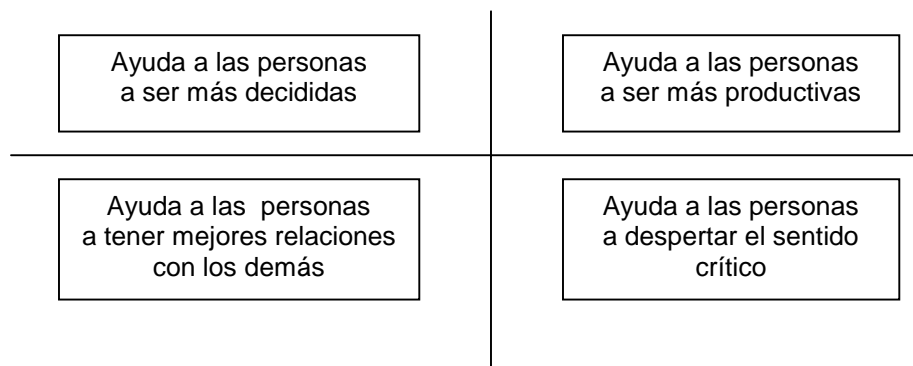 Ayuda a las personas
a ser más decididas
Ayuda a las personas
a ser más productivas
Ayuda a las  personas
a tener mejores relaciones
con los demás
Ayuda a las personas
a despertar el sentido
crítico